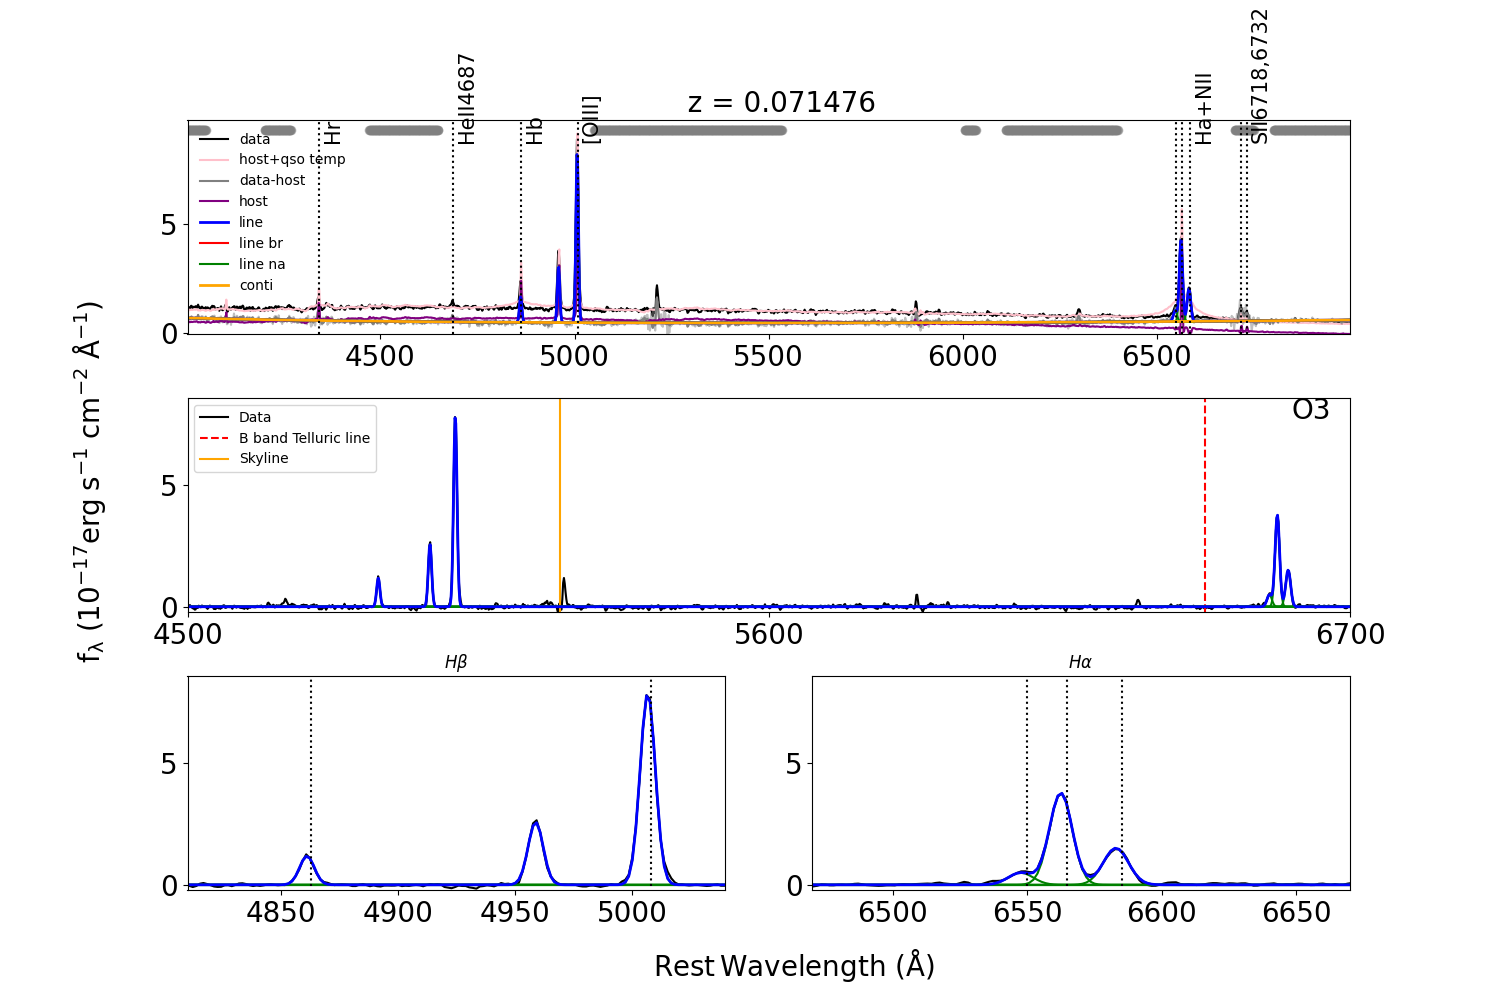 HeII4687
SII6718,6732
Ha+NII
Hr
Hb
[OIII]
z = 0.071476
data
host+qso temp
data-host
host
line
line br
line na
conti
5
0
4500 5000 5500 6000 6500
O3
Data
B band Telluric line
Skyline
5
0
4500 5600 6700
f_λ (10⁻¹⁷erg s⁻¹ cm⁻² Å⁻¹)
Hβ
5
0
4850 4900 4950 5000
Hα
5
0
6500 6550 6600 6650
Rest Wavelength (Å)